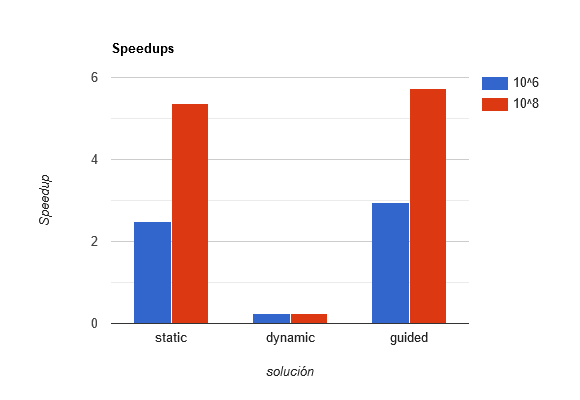 Speedups
10^6
10^8
6
4
2
0
Speedup
static
dynamic
guided
solución